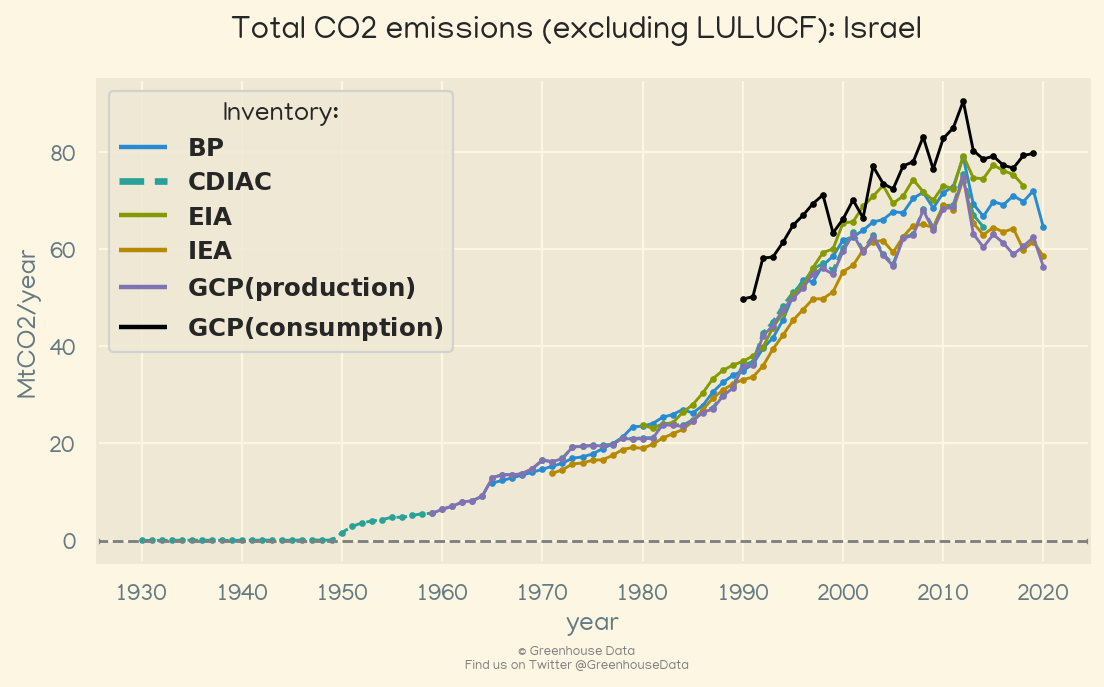 Total CO2 emissions (excluding LULUCF): Israel
Inventory:
BP
CDIAC
EIA
IEA
GCP(production)
GCP(consumption)
MtCO2/year
80
60
40
20
0
1930 1940 1950 1960 1970 1980 1990 2000 2010 2020
year
© Greenhouse Data
Find us on Twitter @GreenhouseData